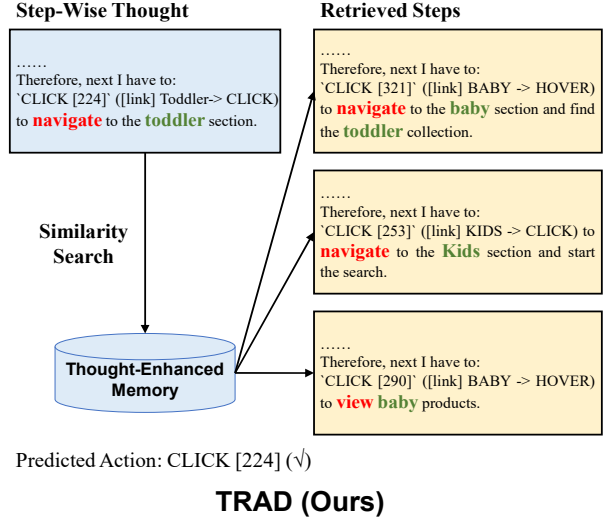 Step-Wise Thought
……
Therefore, next I have to:
`CLICK [224]` ([link] Toddler-> CLICK)
to navigate to the toddler section.
Similarity
Search
Thought-Enhanced
Memory
Retrieved Steps
……
Therefore, next I have to:
`CLICK [321]` ([link] BABY -> HOVER)
to navigate to the baby section and find
the toddler collection.
……
Therefore, next I have to:
`CLICK [253]` ([link] KIDS -> CLICK) to
navigate to the Kids section and start
the search.
……
Therefore, next I have to:
`CLICK [290]` ([link] BABY -> HOVER)
to view baby products.
Predicted Action: CLICK [224] (√)
TRAD (Ours)